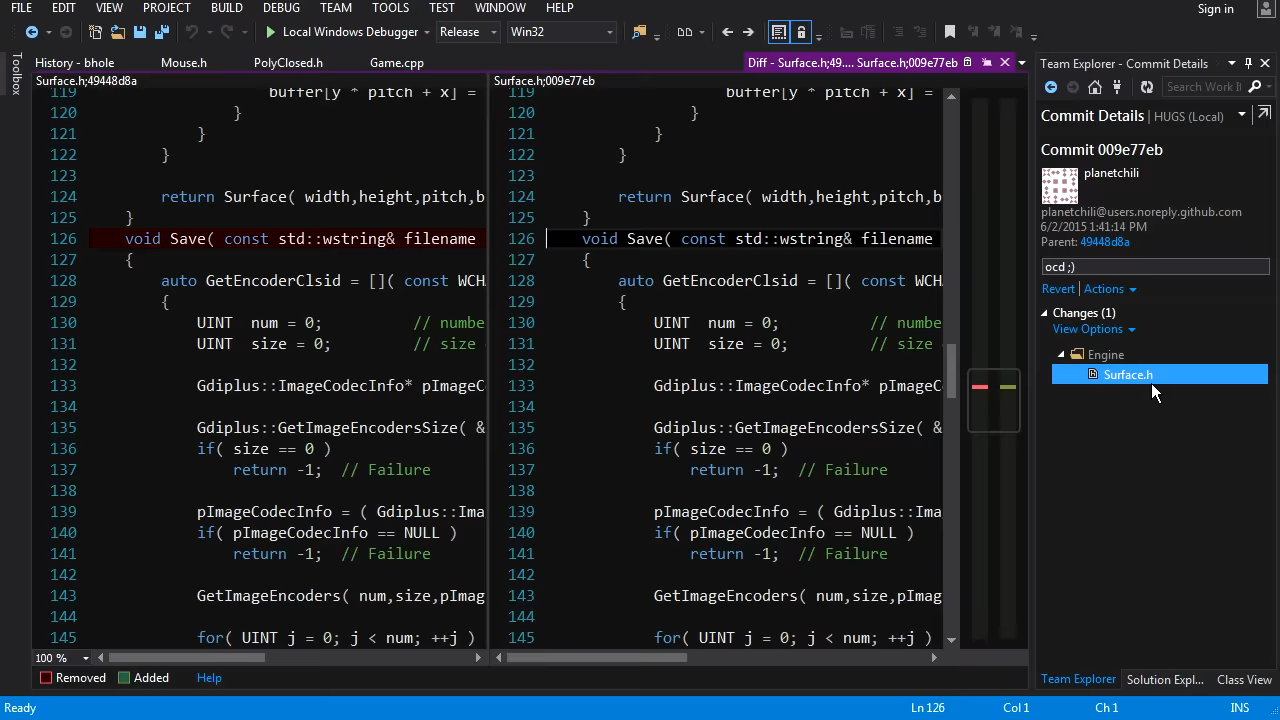 FILE EDIT VIEW PROJECT BUILD DEBUG TEAM TOOLS TEST WINDOW HELP
Sign in
Local Windows Debugger Release Win32
Toolbox
History - bhole Mouse.h PolyClosed.h Game.cpp Diff - Surface.h;49.... Surface.h;009e77eb
Surface.h;49448d8a
119 buffer[y * pitch + x] =
120 }
121 }
122 }
123
124 return Surface( width,height,pitch,b
125 }
126 void Save( const std::wstring& filename
127 {
128 auto GetEncoderClsid = []( const WCH
129 {
130 UINT num = 0; // numbe
131 UINT size = 0; // size
132
133 Gdiplus::ImageCodecInfo* pImageC
134
135 Gdiplus::GetImageEncodersSize( &
136 if( size == 0 )
137 return -1; // Failure
138
139 pImageCodecInfo = ( Gdiplus::Ima
140 if( pImageCodecInfo == NULL )
141 return -1; // Failure
142
143 GetImageEncoders( num,size,pImag
144
145 for( UINT j = 0; j < num; ++j )
100 %
Surface.h;009e77eb
119 buffer[y * pitch + x] =
120 }
121 }
122 }
123
124 return Surface( width,height,pitch,b
125 }
126 void Save( const std::wstring& filename
127 {
128 auto GetEncoderClsid = []( const WCH
129 {
130 UINT num = 0; // numbe
131 UINT size = 0; // size
132
133 Gdiplus::ImageCodecInfo* pImageC
134
135 Gdiplus::GetImageEncodersSize( &
136 if( size == 0 )
137 return -1; // Failure
138
139 pImageCodecInfo = ( Gdiplus::Ima
140 if( pImageCodecInfo == NULL )
141 return -1; // Failure
142
143 GetImageEncoders( num,size,pImag
144
145 for( UINT j = 0; j < num; ++j )
Removed Added Help
Team Explorer - Commit Details
Search Work I
Commit Details | HUGS (Local)
Commit 009e77eb
planetchili
planetchili@users.noreply.github.com
6/2/2015 1:41:14 PM
Parent: 49448d8a
ocd ;)
Revert Actions
Changes (1)
View Options
Engine
Surface.h
Team Explorer Solution Expl... Class View
Ready Ln 126 Col 1 Ch 1 INS